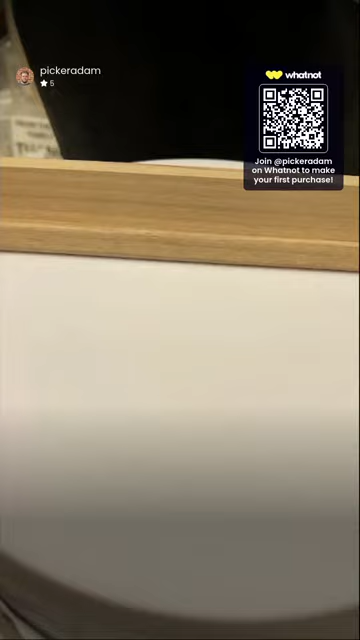 pickeradam
★ 5
whatnot
Join @pickeradam
on Whatnot to make
your first purchase!